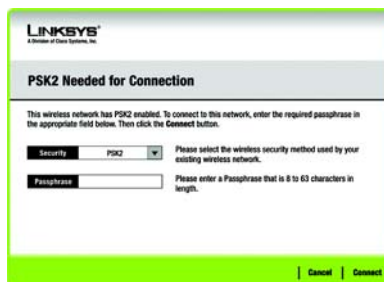 LINKSYS®
A Division of Cisco Systems, Inc.
PSK2 Needed for Connection
This wireless network has PSK2 enabled. To connect to this network, enter the required passphrase in
the appropriate field below. Then click the Connect button.
Security PSK2
Please select the wireless security method used by your
existing wireless network.
Passphrase
Please enter a Passphrase that is 8 to 63 characters in
length.
Cancel Connect